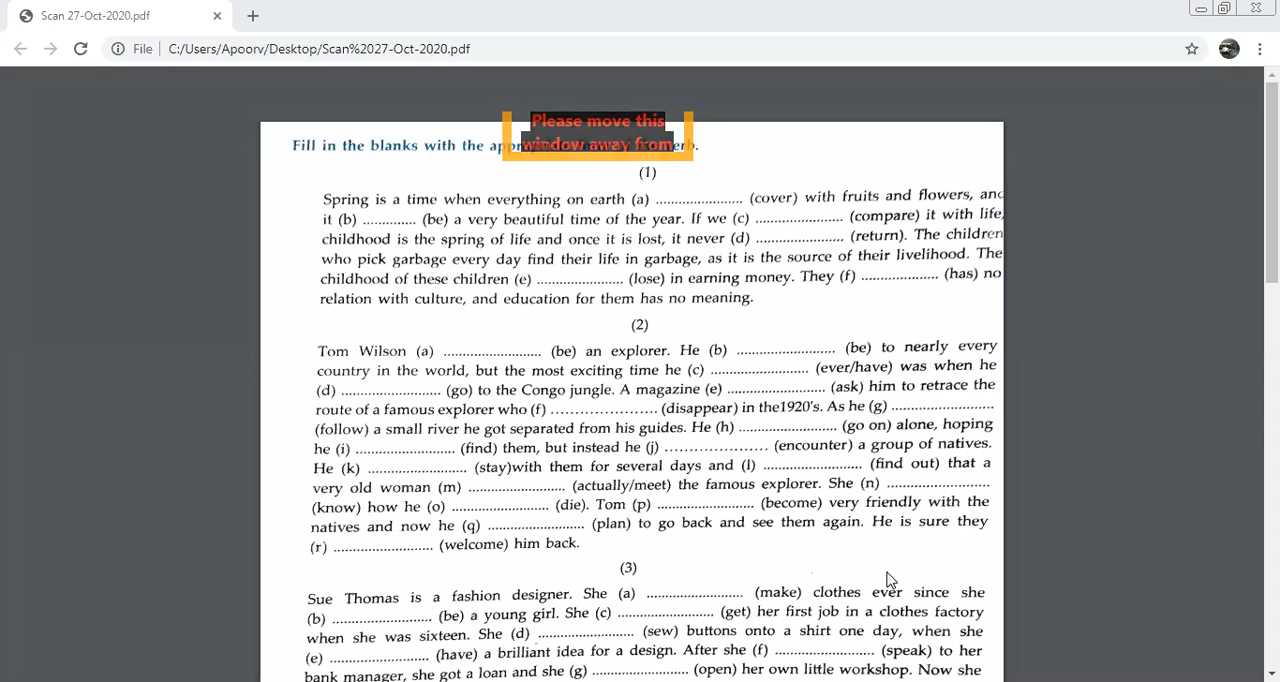 Scan 27-Oct-2020.pdf
File C:/Users/Apoorv/Desktop/Scan%2027-Oct-2020.pdf
Please move this
window away from
Fill in the blanks with the erb.
(1)
Spring is a time when everything on earth (a) ...................... (cover) with fruits and flowers, and
it (b) ............. (be) a very beautiful time of the year. If we (c) ...................... (compare) it with life,
childhood is the spring of life and once it is lost, it never (d) ...................... (return). The children
who pick garbage every day find their life in garbage, as it is the source of their livelihood. The
childhood of these children (e) ...................... (lose) in earning money. They (f) ................... (has) no
relation with culture, and education for them has no meaning.
(2)
Tom Wilson (a) ......................... (be) an explorer. He (b) ......................... (be) to nearly every
country in the world, but the most exciting time he (c) ......................... (ever/have) was when he
(d) ......................... (go) to the Congo jungle. A magazine (e) ......................... (ask) him to retrace the
route of a famous explorer who (f) ..................... (disappear) in the1920's. As he (g) ..........................
(follow) a small river he got separated from his guides. He (h) ......................... (go on) alone, hoping
he (i) ......................... (find) them, but instead he (j) ..................... (encounter) a group of natives.
He (k) ......................... (stay)with them for several days and (l) ......................... (find out) that a
very old woman (m) ......................... (actually/meet) the famous explorer. She (n) ..........................
(know) how he (o) ......................... (die). Tom (p) ......................... (become) very friendly with the
natives and now he (q) ......................... (plan) to go back and see them again. He is sure they
(r) ......................... (welcome) him back.
(3)
Sue Thomas is a fashion designer. She (a) ......................... (make) clothes ever since she
(b) ......................... (be) a young girl. She (c) ......................... (get) her first job in a clothes factory
when she was sixteen. She (d) ......................... (sew) buttons onto a shirt one day, when she
(e) ......................... (have) a brilliant idea for a design. After she (f) ......................... (speak) to her
bank manager, she got a loan and she (g) ......................... (open) her own little workshop. Now she